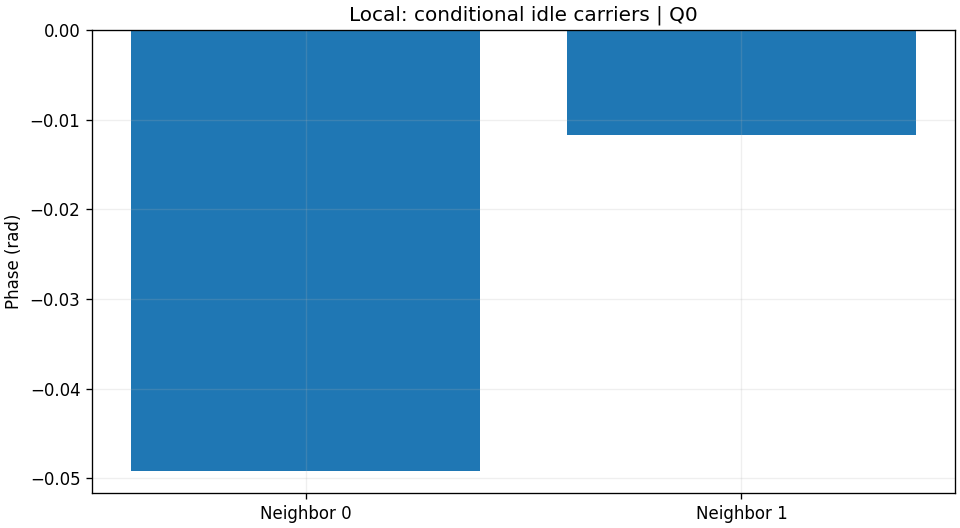 Local: conditional idle carriers | Q0
Phase (rad)
0.00
−0.01
−0.02
−0.03
−0.04
−0.05
Neighbor 0
Neighbor 1